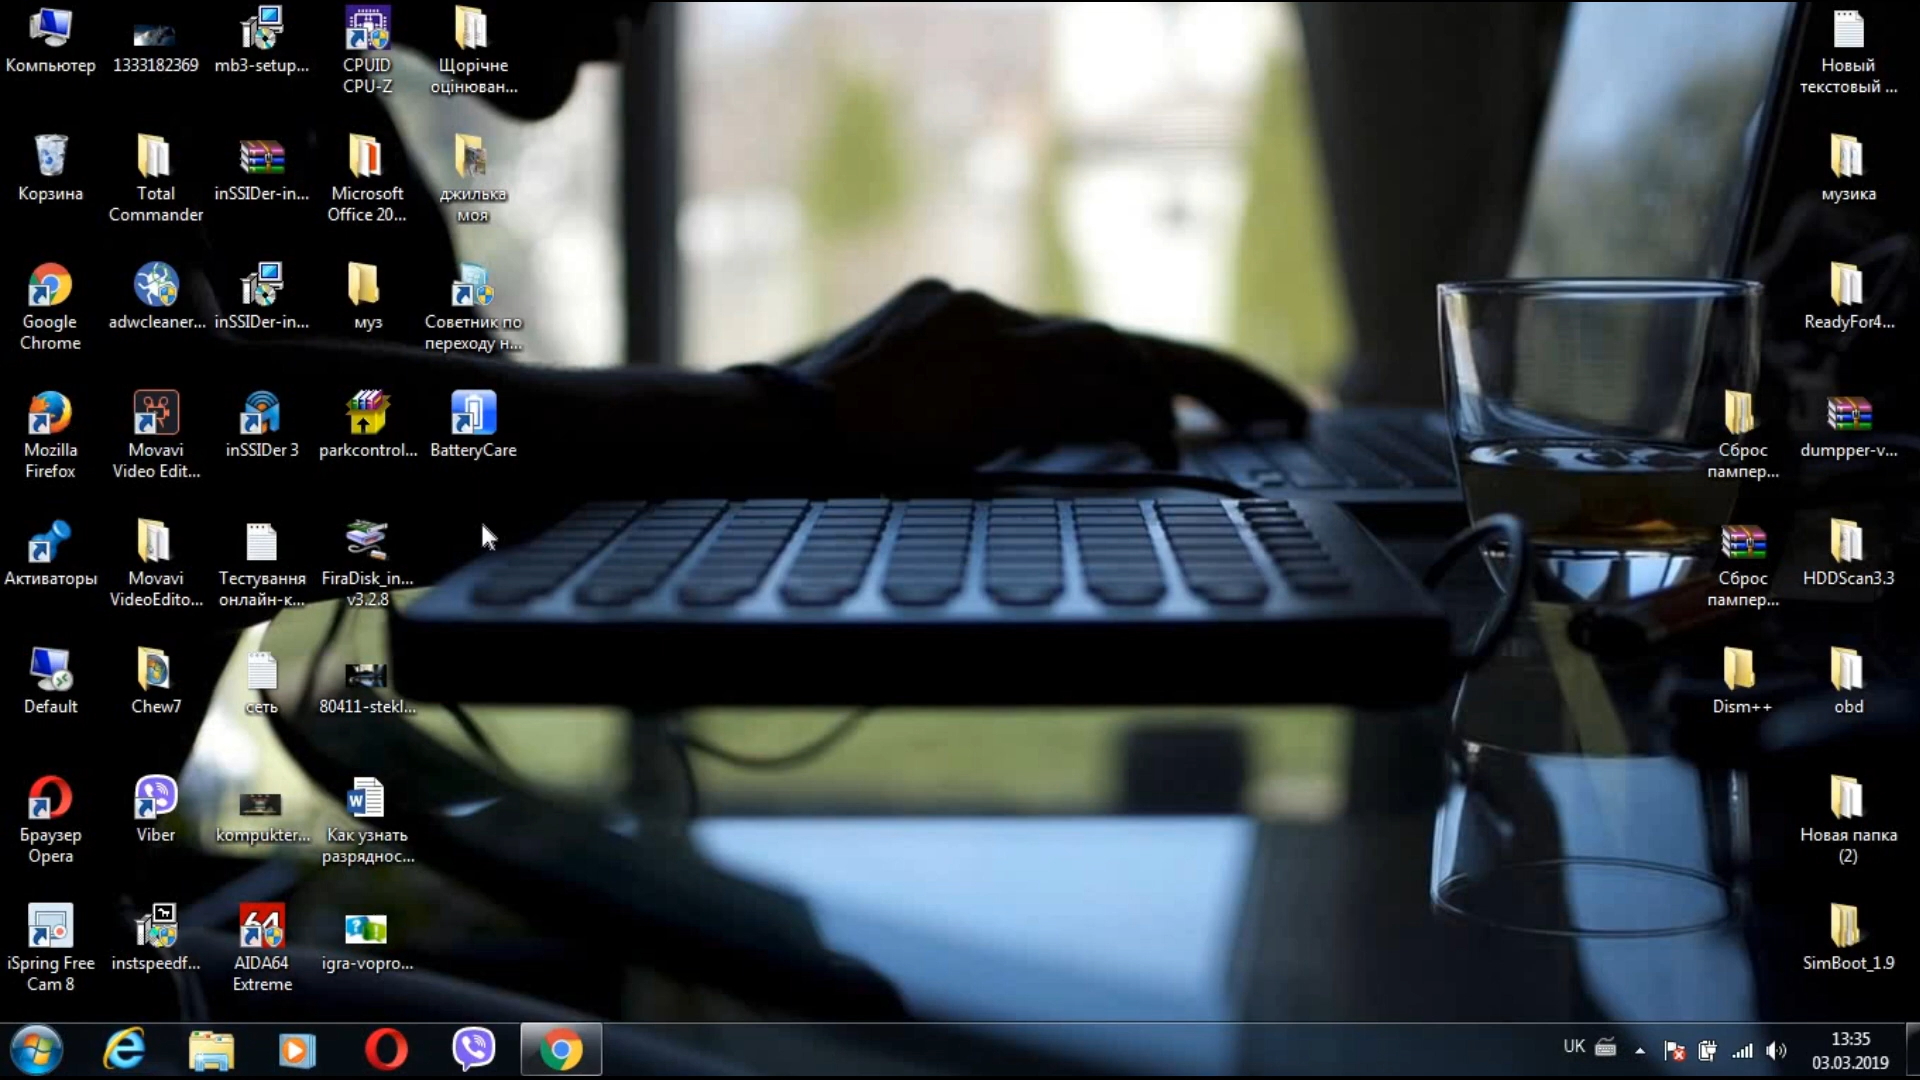 Компьютер
1333182369
mb3-setup...
CPUID
CPU-Z
Щорічне
оцінюван...
Новый
текстовый ...
Корзина
Total
Commander
inSSIDer-in...
Microsoft
Office 20...
джилька
моя
музика
Google
Chrome
adwcleaner...
inSSIDer-in...
муз
Советник по
переходу н...
ReadyFor4...
Mozilla
Firefox
Movavi
Video Edit...
inSSIDer 3
parkcontrol...
BatteryCare
Сброс
пампер...
dumpper-v...
Активаторы
Movavi
VideoEdito...
Тестування
онлайн-к...
FiraDisk_in...
v3.2.8
Сброс
пампер...
HDDScan3.3
Default
Chew7
сеть
80411-stekl...
Dism++
obd
Браузер
Opera
Viber
kompukter...
Как узнать
разряднос...
Новая папка
(2)
iSpring Free
Cam 8
instspeedf...
64
AIDA64
Extreme
igra-vopro...
SimBoot_1.9
UK
13:35
03.03.2019